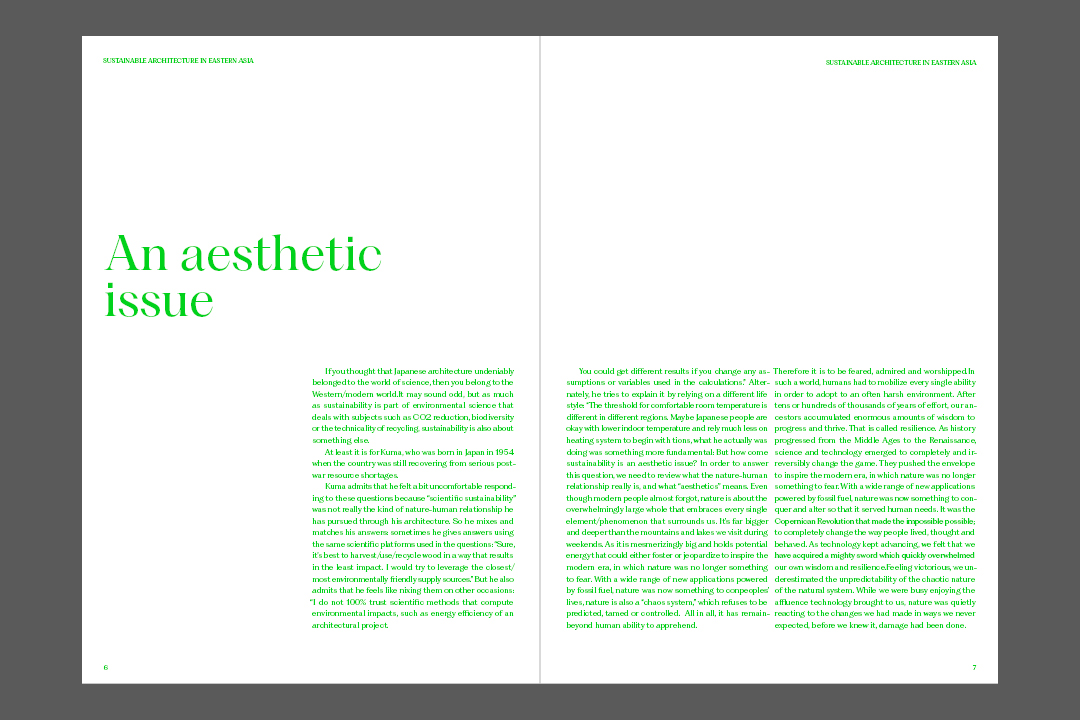 SUSTAINABLE ARCHITECTURE IN EASTERN ASIA
An aesthetic
issue
If you thought that Japanese architecture undeniably
belonged to the world of science, then you belong to the
Western/modern world.It may sound odd, but as much
as sustainability is part of environmental science that
deals with subjects such as CO2 reduction, biodiversity
or the technicality of recycling, sustainability is also about
something else.
At least it is for Kuma, who was born in Japan in 1954
when the country was still recovering from serious post-
war resource shortages.
Kuma admits that he felt a bit uncomfortable respond-
ing to these questions because “scientific sustainability”
was not really the kind of nature-human relationship he
has pursued through his architecture. So he mixes and
matches his answers: sometimes he gives answers using
the same scientific platforms used in the questions; “Sure,
it's best to harvest/use/recycle wood in a way that results
in the least impact. I would try to leverage the closest/
most environmentally friendly supply sources.” But he also
admits that he feels like nixing them on other occasions:
“I do not 100% trust scientific methods that compute
environmental impacts, such as energy efficiency of an
architectural project.
6
SUSTAINABLE ARCHITECTURE IN EASTERN ASIA
You could get different results if you change any as-
sumptions or variables used in the calculations.” Alter-
nately, he tries to explain it by relying on a different life
style: “The threshold for comfortable room temperature is
different in different regions. Maybe Japanese people are
okay with lower indoor temperature and rely much less on
heating system to begin with tions, what he actually was
doing was something more fundamental: But how come
sustainability is an aesthetic issue? In order to answer
this question, we need to review what the nature-human
relationship really is, and what “aesthetics” means. Even
though modern people almost forgot, nature is about the
overwhelmingly large whole that embraces every single
element/phenomenon that surrounds us. It's far bigger
and deeper than the mountains and lakes we visit during
weekends. As it is mesmerizingly big and holds potential
energy that could either foster or jeopardize to inspire the
modern era, in which nature was no longer something
to fear. With a wide range of new applications powered
by fossil fuel, nature was now something to conpeoples'
lives, nature is also a “chaos system,” which refuses to be
predicted, tamed or controlled. All in all, it has remain-
beyond human ability to apprehend.
Therefore it is to be feared, admired and worshipped.In
such a world, humans had to mobilize every single ability
in order to adopt to an often harsh environment. After
tens or hundreds of thousands of years of effort, our an-
cestors accumulated enormous amounts of wisdom to
progress and thrive. That is called resilience. As history
progressed from the Middle Ages to the Renaissance,
science and technology emerged to completely and ir-
reversibly change the game. They pushed the envelope
to inspire the modern era, in which nature was no longer
something to fear. With a wide range of new applications
powered by fossil fuel, nature was now something to con-
quer and alter so that it served human needs. It was the
Copernican Revolution that made the impossible possible;
to completely change the way people lived, thought and
behaved. As technology kept advancing, we felt that we
have acquired a mighty sword which quickly overwhelmed
our own wisdom and resilience.Feeling victorious, we un-
derestimated the unpredictability of the chaotic nature
of the natural system. While we were busy enjoying the
affluence technology brought to us, nature was quietly
reacting to the changes we had made in ways we never
expected, before we knew it, damage had been done.
7